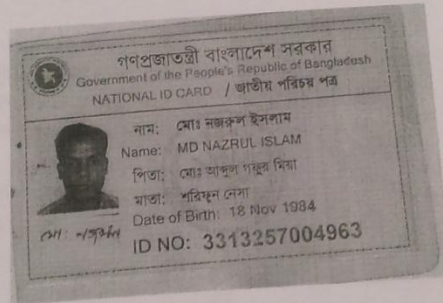 গণপ্রজাতন্ত্রী বাংলাদেশ সরকার
Government of the People's Republic of Bangladesh
NATIONAL ID CARD / জাতীয় পরিচয় পত্র
নাম: মোঃ নজরুল ইসলাম
Name: MD NAZRUL ISLAM
পিতা: মোঃ আব্দুল গফুর মিয়া
মাতা: শরিফুন নেসা
Date of Birth: 18 Nov 1984
ID NO: 3313257004963
মো: